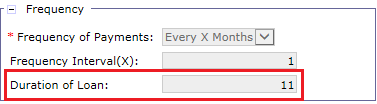 Frequency
* Frequency of Payments: Every X Months
Frequency Interval(X): 1
Duration of Loan: 11